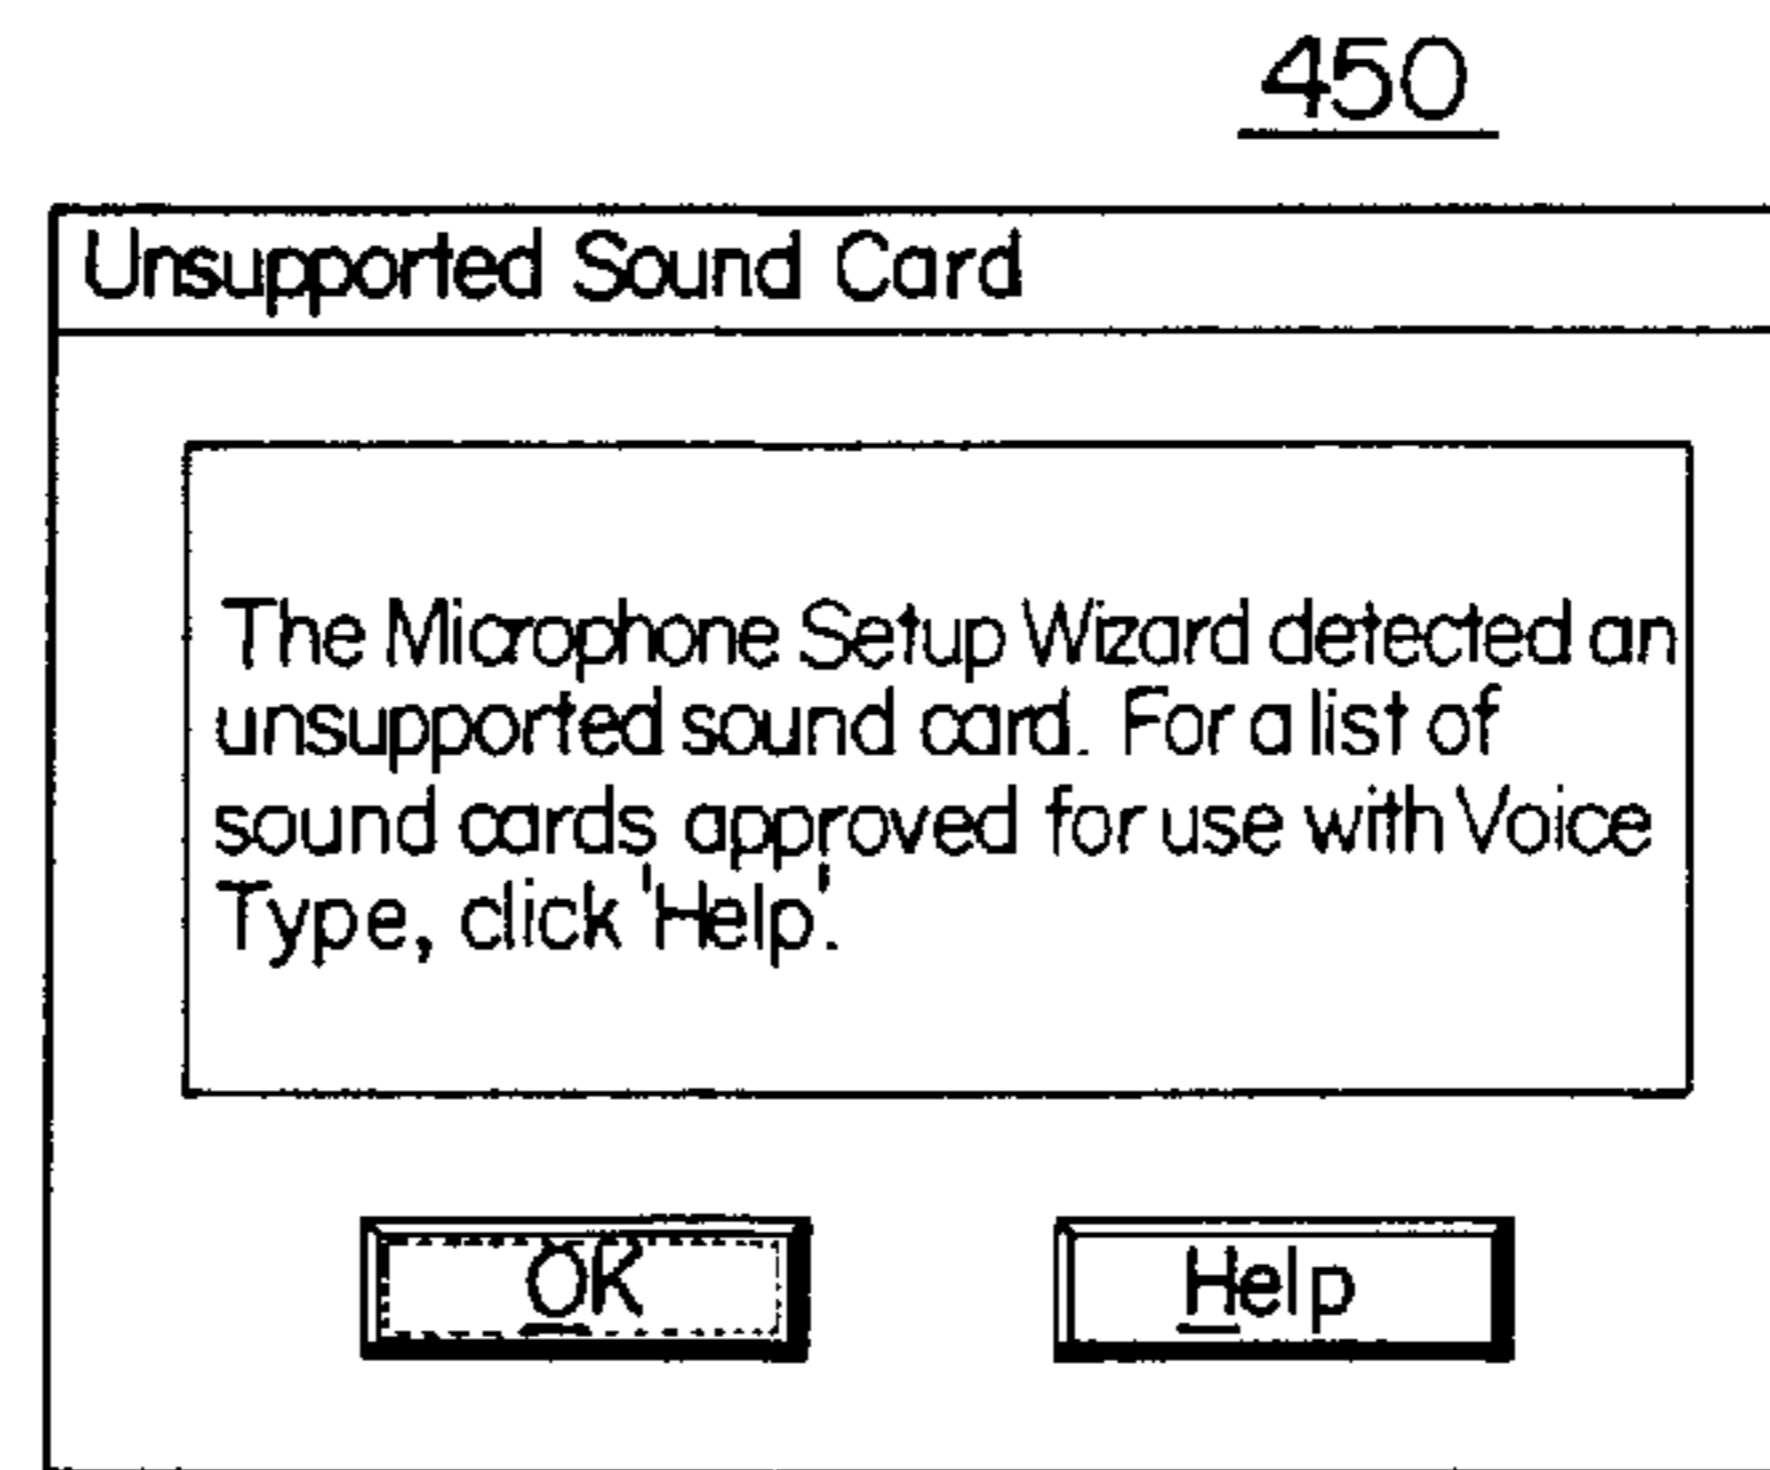 450
Unsupported Sound Card
The Microphone Setup Wizard detected an
unsupported sound card. For a list of
sound cards approved for use with Voice
Type, click 'Help'.
OK
Help